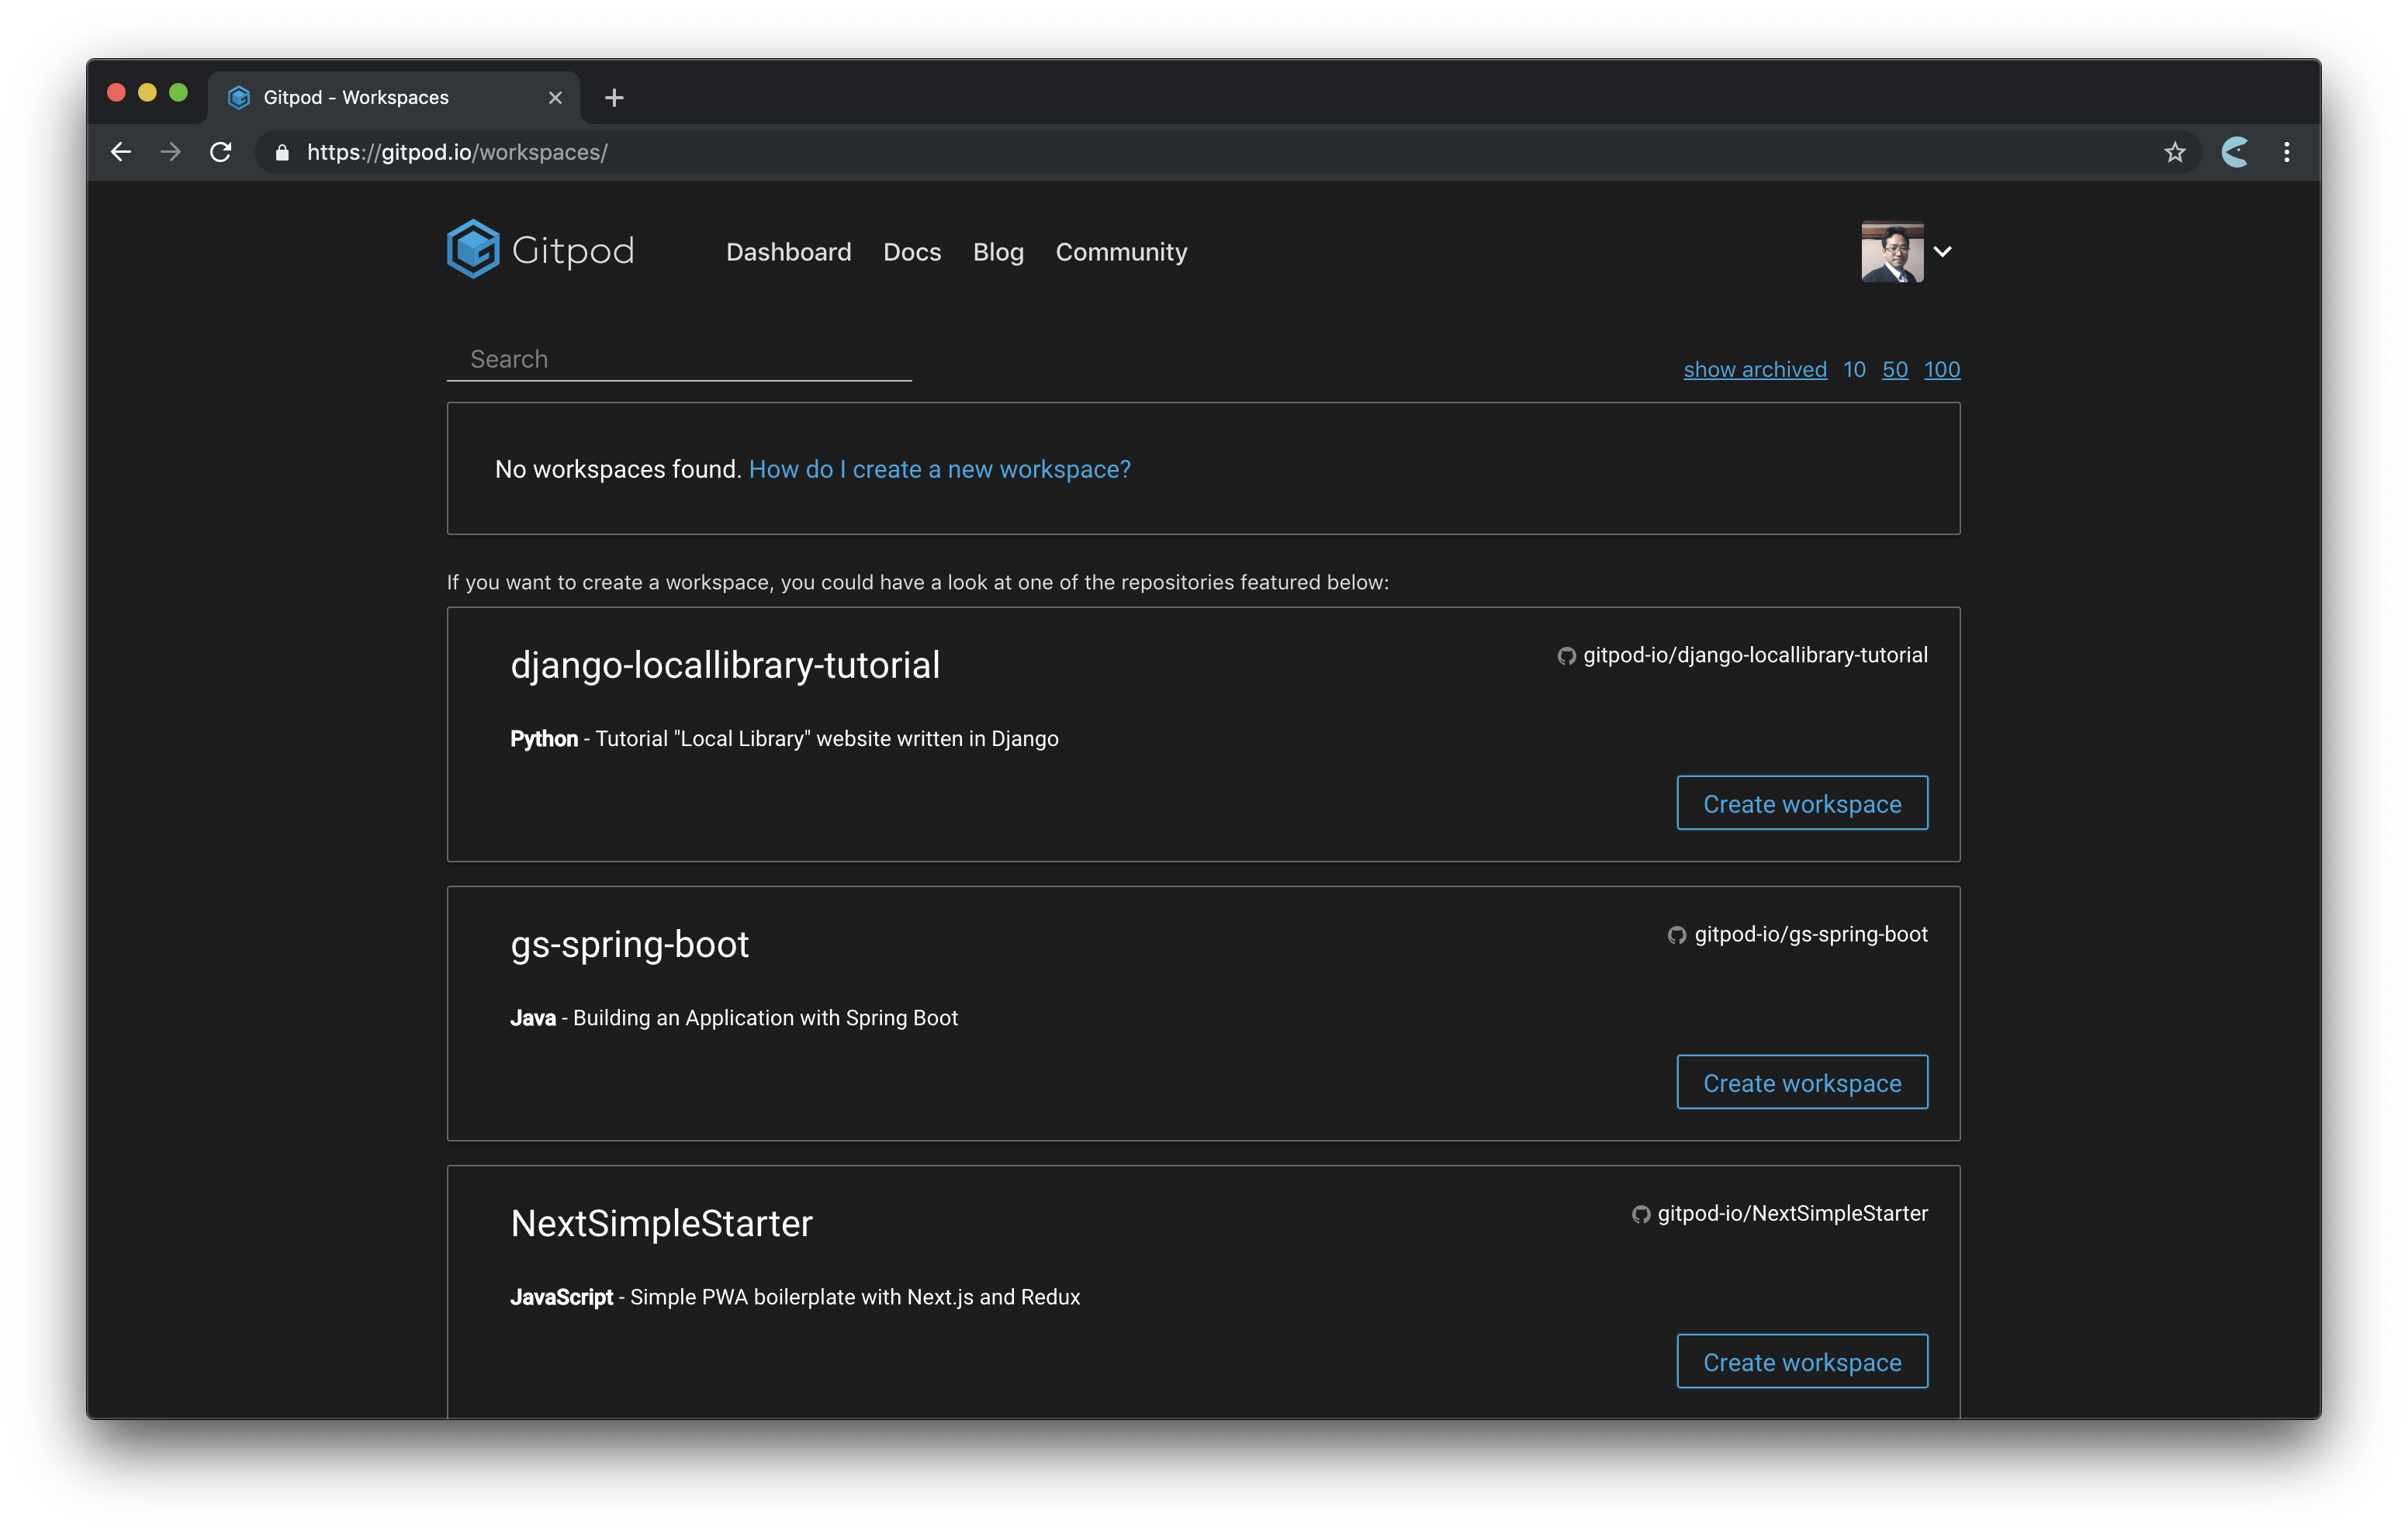 Gitpod - Workspaces
https://gitpod.io/workspaces/
Gitpod Dashboard Docs Blog Community
Search
show archived 10 50 100
No workspaces found. How do I create a new workspace?
If you want to create a workspace, you could have a look at one of the repositories featured below:
django-locallibrary-tutorial
gitpod-io/django-locallibrary-tutorial
Python - Tutorial "Local Library" website written in Django
Create workspace
gs-spring-boot
gitpod-io/gs-spring-boot
Java - Building an Application with Spring Boot
Create workspace
NextSimpleStarter
gitpod-io/NextSimpleStarter
JavaScript - Simple PWA boilerplate with Next.js and Redux
Create workspace